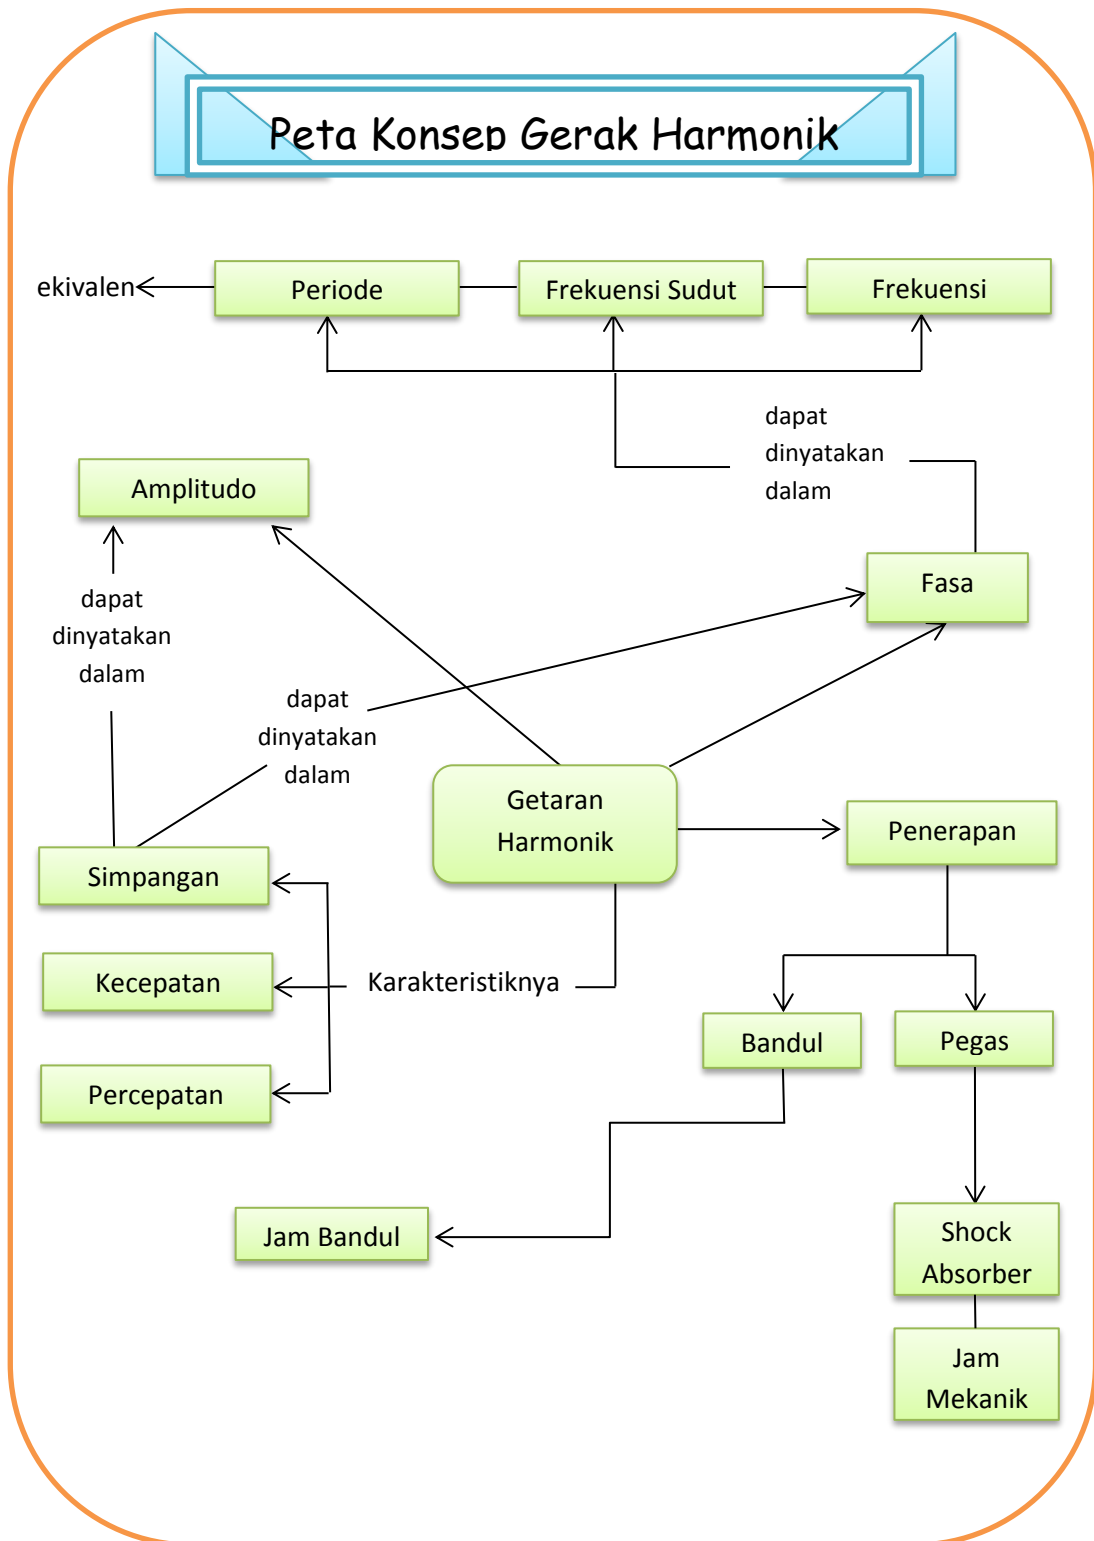 Peta Konsep Gerak Harmonik
ekivalen
Periode
Frekuensi Sudut
Frekuensi
dapat
dinyatakan
dalam
Amplitudo
Fasa
dapat
dinyatakan
dalam
dapat
dinyatakan
dalam
Getaran
Harmonik
Penerapan
Simpangan
Kecepatan
Karakteristiknya
Percepatan
Bandul
Pegas
Jam Bandul
Shock
Absorber
Jam
Mekanik